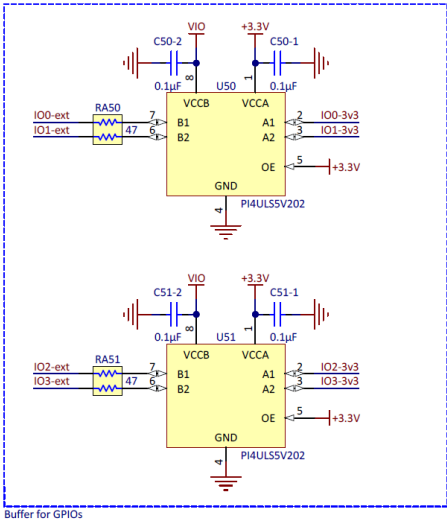 VIO +3.3V
C50-2 C50-1
0.1µF U50 0.1µF
8 1
VCCB VCCA
IO0-ext RA50 7 B1 A1 2 IO0-3v3
IO1-ext 47 6 B2 A2 3 IO1-3v3
OE 5 +3.3V
GND
4 PI4ULS5V202
VIO +3.3V
C51-2 C51-1
0.1µF U51 0.1µF
8 1
VCCB VCCA
IO2-ext RA51 7 B1 A1 2 IO2-3v3
IO3-ext 47 6 B2 A2 3 IO3-3v3
OE 5 +3.3V
GND
4 PI4ULS5V202
Buffer for GPIOs